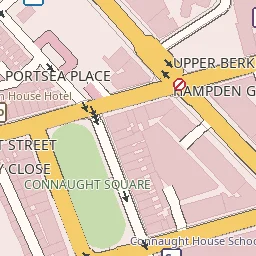 UPPER BERK
PORTSEA PLACE
n House Hotel
HAMPDEN G
T STREET
Y CLOSE
CONNAUGHT SQUARE
Connaught House Schoo